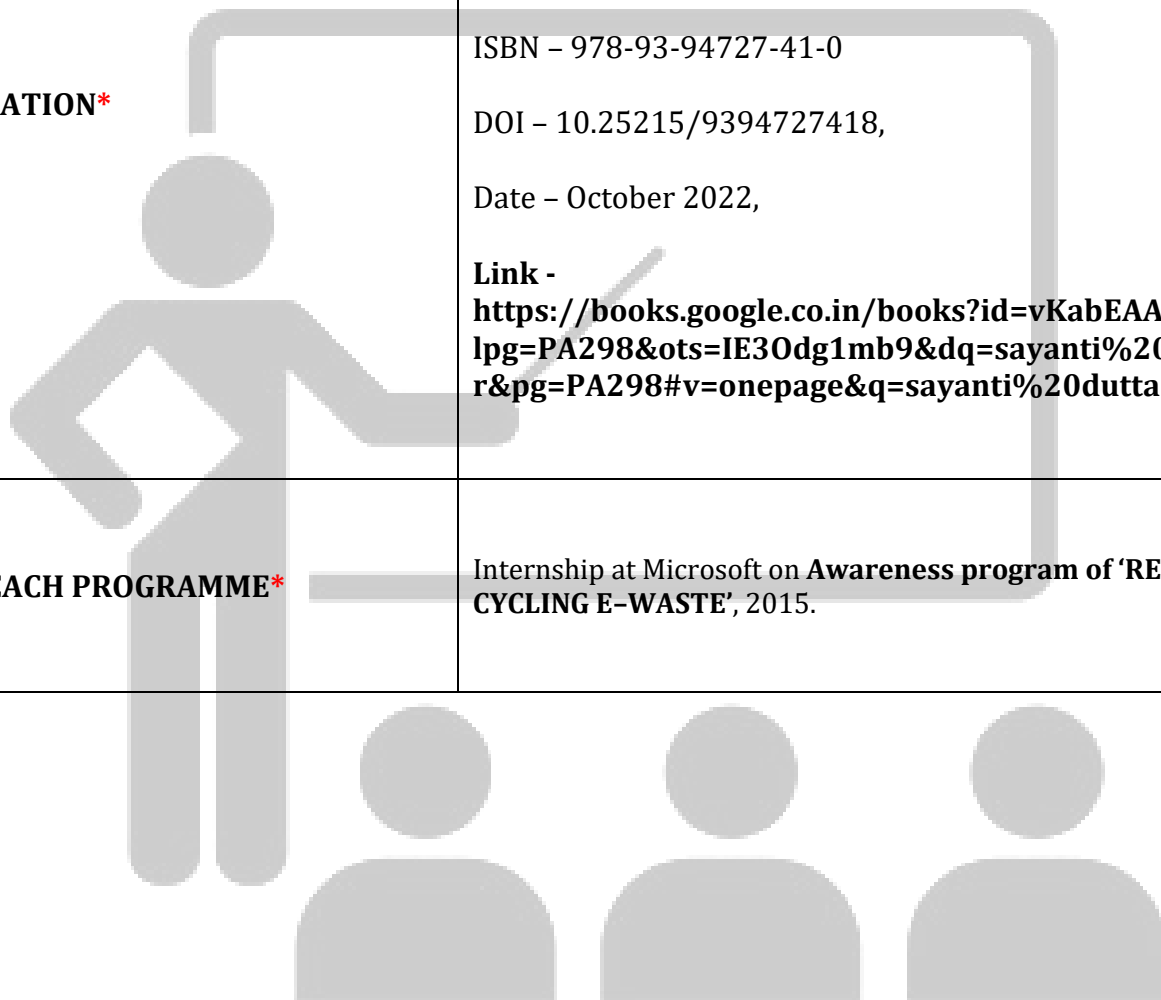 ISBN – 978-93-94727-41-0
ATION*
DOI – 10.25215/9394727418,
Date – October 2022,
Link -
https://books.google.co.in/books?id=vKabEAA
lpg=PA298&ots=IE3Odg1mb9&dq=sayanti%20
r&pg=PA298#v=onepage&q=sayanti%20dutta
EACH PROGRAMME*
Internship at Microsoft on Awareness program of ‘RE
CYCLING E–WASTE’, 2015.